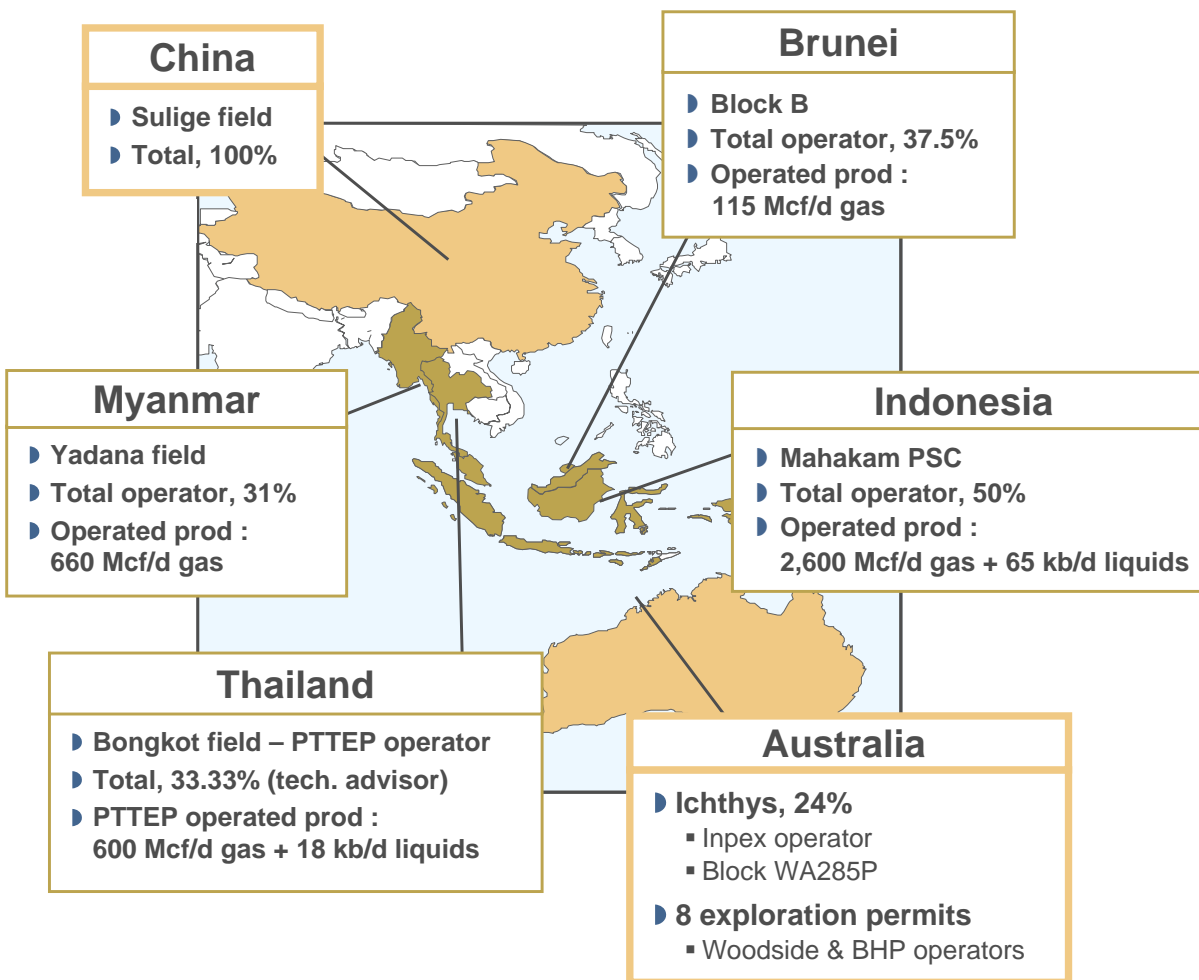 China
Sulige field
Total, 100%
Brunei
Block B
Total operator, 37.5%
Operated prod :
115 Mcf/d gas
Myanmar
Yadana field
Total operator, 31%
Operated prod :
660 Mcf/d gas
Indonesia
Mahakam PSC
Total operator, 50%
Operated prod :
2,600 Mcf/d gas + 65 kb/d liquids
Thailand
Bongkot field – PTTEP operator
Total, 33.33% (tech. advisor)
PTTEP operated prod :
600 Mcf/d gas + 18 kb/d liquids
Australia
Ichthys, 24%
Inpex operator
Block WA285P
8 exploration permits
Woodside & BHP operators